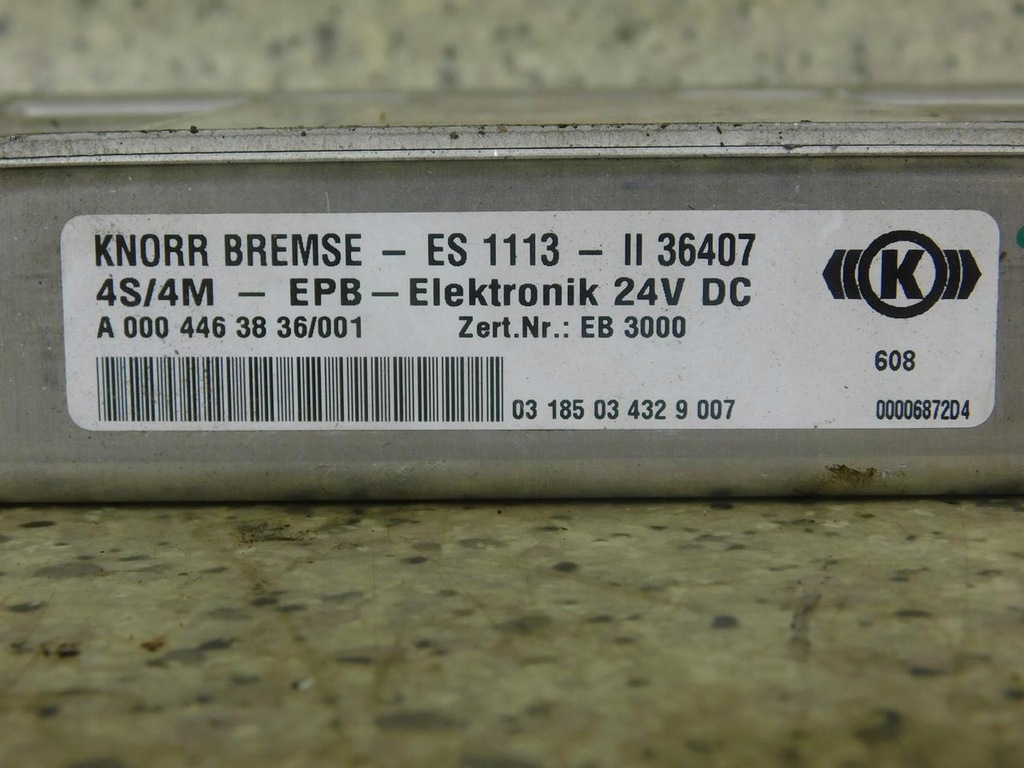 KNORR BREMSE – ES 1113 – II 36407
4S/4M – EPB – Elektronik 24V DC
A 000 446 38 36/001 Zert.Nr.: EB 3000
K
608
03 185 03 432 9 007
00006872D4